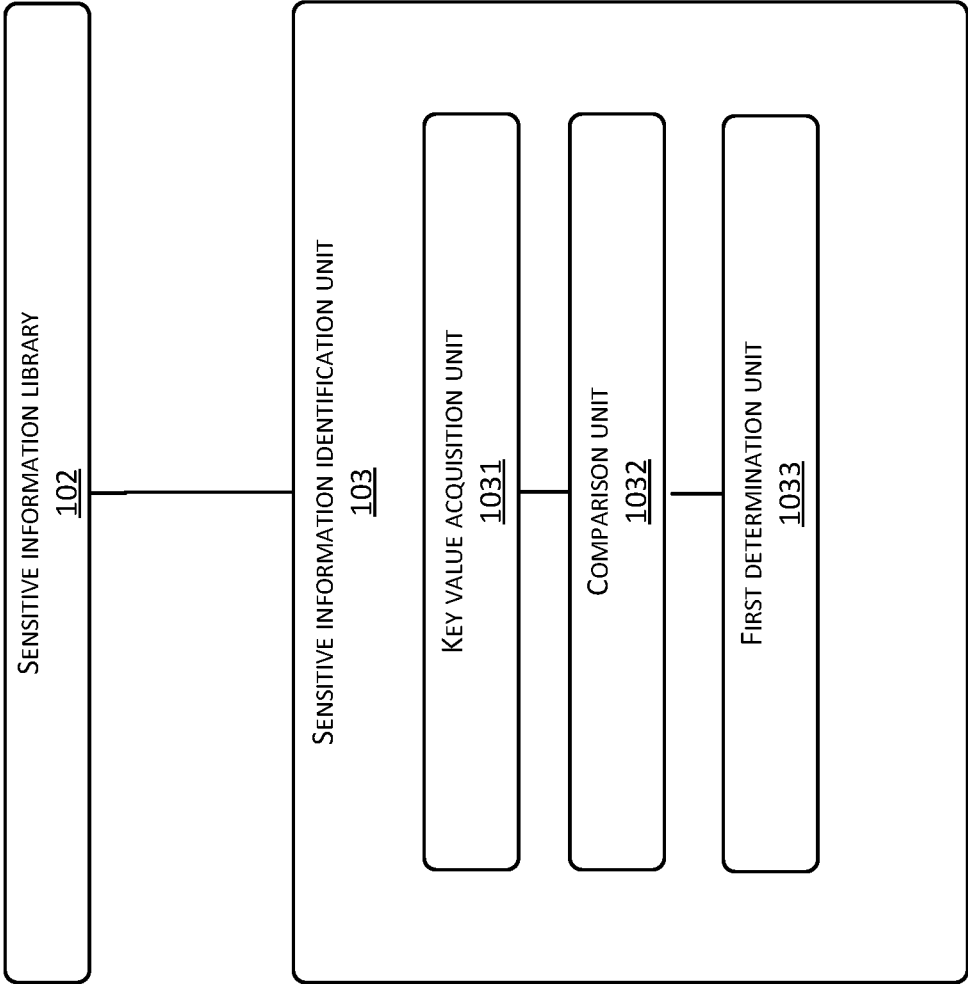 SENSITIVE INFORMATION LIBRARY
102
SENSITIVE INFORMATION IDENTIFICATION UNIT
103
KEY VALUE ACQUISITION UNIT
1031
COMPARISON UNIT
1032
FIRST DETERMINATION UNIT
1033